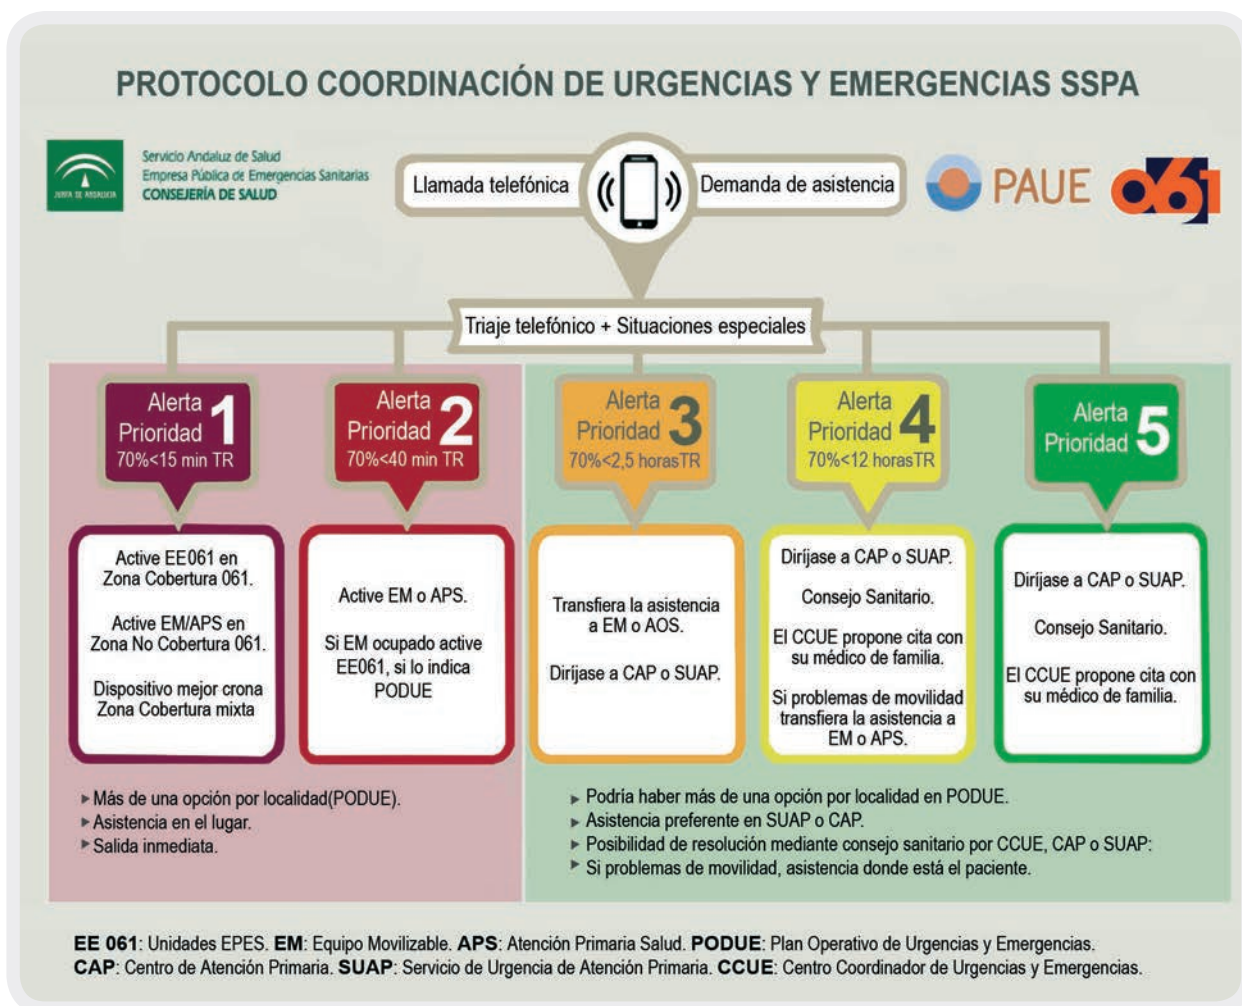 PROTOCOLO COORDINACIÓN DE URGENCIAS Y EMERGENCIAS SSPA
JUNTA DE ANDALUCIA
Servicio Andaluz de Salud
Empresa Pública de Emergencias Sanitarias
CONSEJERÍA DE SALUD
Llamada telefónica
Demanda de asistencia
PAUE
061
Triaje telefónico + Situaciones especiales
Alerta
Prioridad 1
70%<15 min TR
Alerta
Prioridad 2
70%<40 min TR
Alerta
Prioridad 3
70%<2,5 horasTR
Alerta
Prioridad 4
70%<12 horasTR
Alerta
Prioridad 5
Active EE061 en
Zona Cobertura 061.
Active EM/APS en
Zona No Cobertura 061.
Dispositivo mejor crona
Zona Cobertura mixta
Active EM o APS.
Si EM ocupado active
EE061, si lo indica
PODUE
Transfiera la asistencia
a EM o AOS.
Diríjase a CAP o SUAP.
Diríjase a CAP o SUAP.
Consejo Sanitario.
El CCUE propone cita con
su médico de familia.
Si problemas de movilidad
transfiera la asistencia a
EM o APS.
Diríjase a CAP o SUAP.
Consejo Sanitario.
El CCUE propone cita con
su médico de familia.
Más de una opción por localidad(PODUE).
Asistencia en el lugar.
Salida inmediata.
Podría haber más de una opción por localidad en PODUE.
Asistencia preferente en SUAP o CAP.
Posibilidad de resolución mediante consejo sanitario por CCUE, CAP o SUAP:
Si problemas de movilidad, asistencia donde está el paciente.
EE 061: Unidades EPES. EM: Equipo Movilizable. APS: Atención Primaria Salud. PODUE: Plan Operativo de Urgencias y Emergencias.
CAP: Centro de Atención Primaria. SUAP: Servicio de Urgencia de Atención Primaria. CCUE: Centro Coordinador de Urgencias y Emergencias.